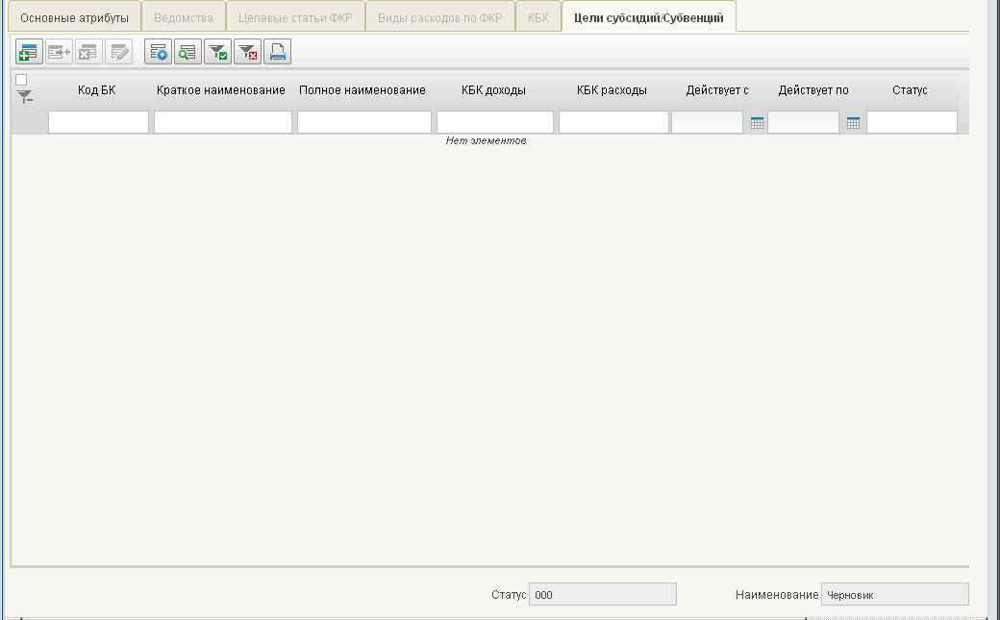 Основные атрибуты Ведомства Целевые статьи ФКР Виды расходов по ФКР КБК Цели субсидий/Субвенций
Код БК Краткое наименование Полное наименование КБК доходы КБК расходы Действует с Действует по Статус
Нет элементов
Статус 000 Наименование Черновик